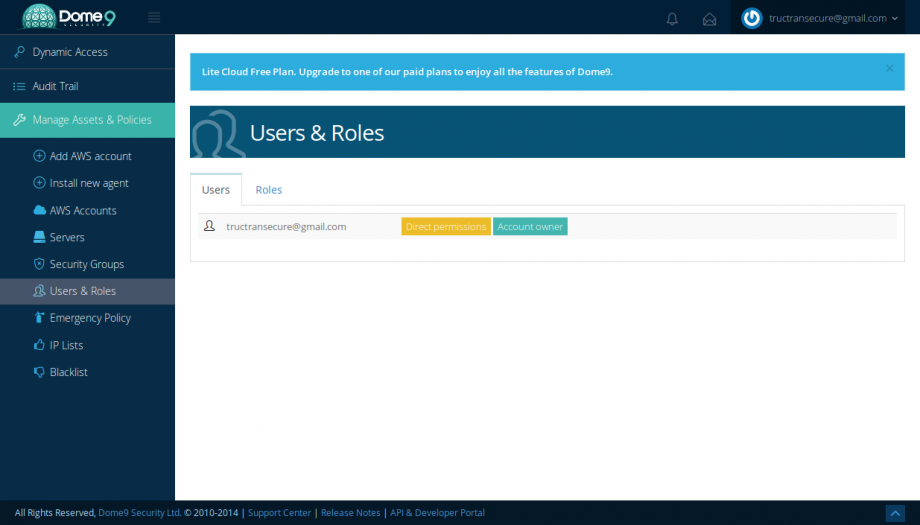 Dome9
SECURITY
tructransecure@gmail.com
Dynamic Access
Audit Trail
Manage Assets & Policies
Add AWS account
Install new agent
AWS Accounts
Servers
Security Groups
Users & Roles
Emergency Policy
IP Lists
Blacklist
Lite Cloud Free Plan. Upgrade to one of our paid plans to enjoy all the features of Dome9.
×
Users & Roles
Users Roles
tructransecure@gmail.com Direct permissions Account owner
All Rights Reserved, Dome9 Security Ltd. © 2010-2014 | Support Center | Release Notes | API & Developer Portal